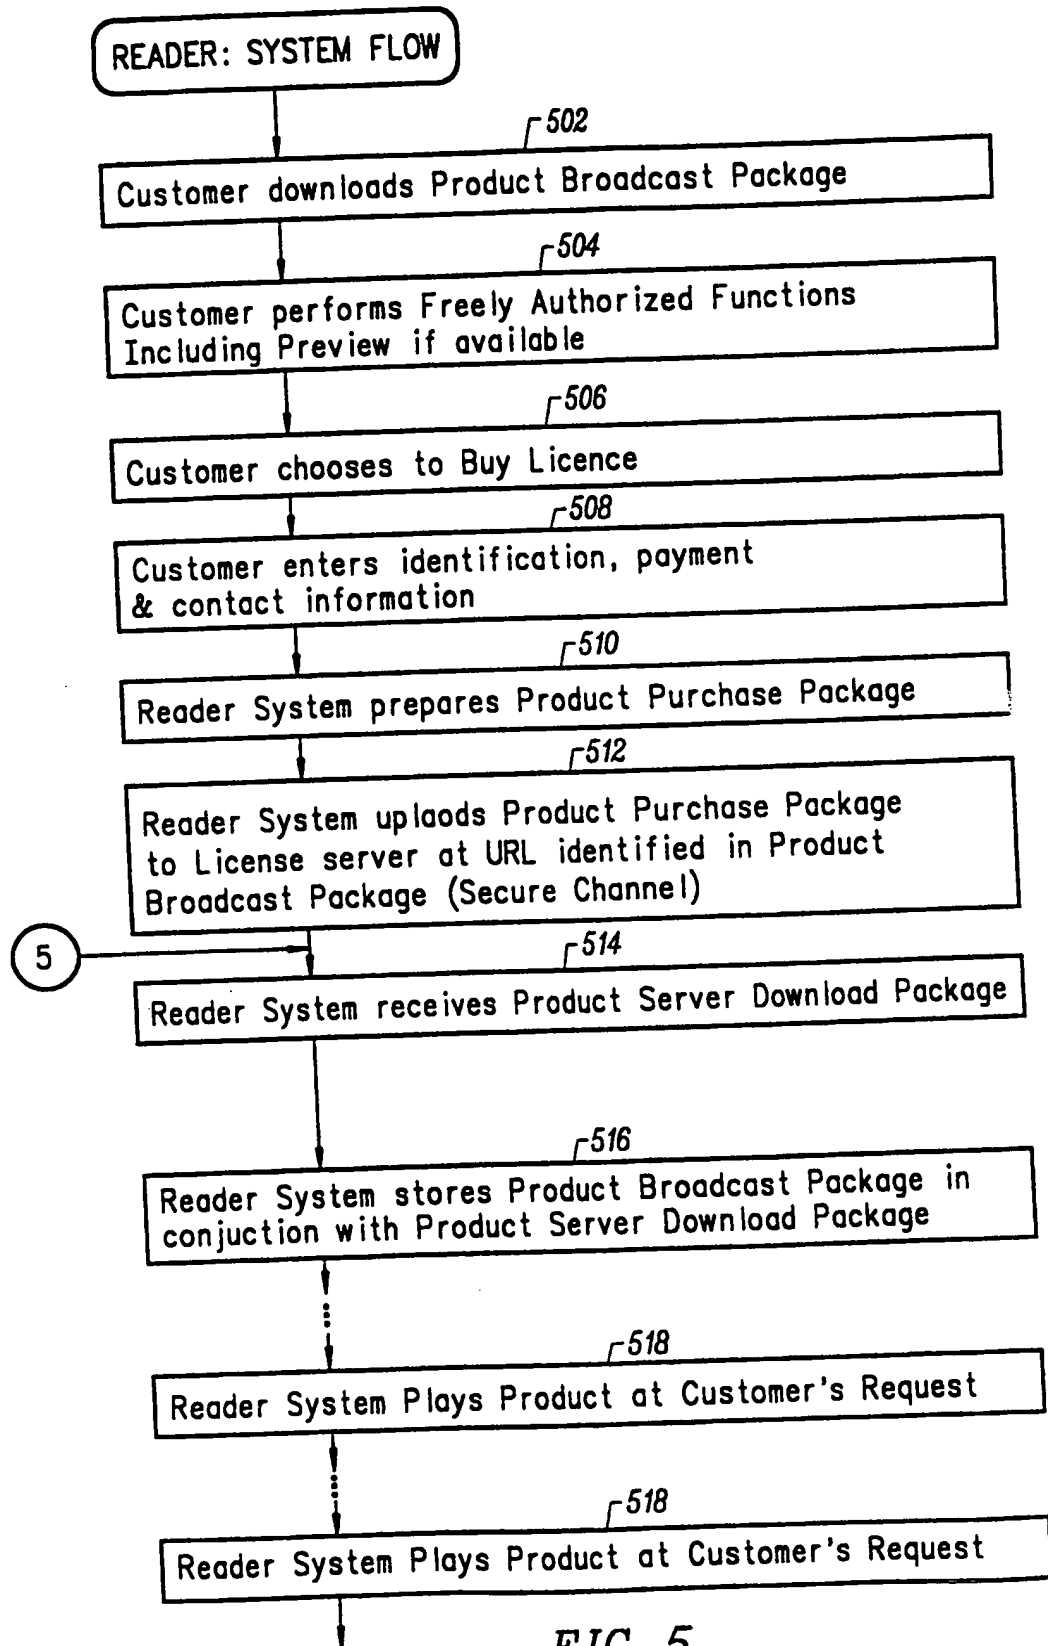 READER: SYSTEM FLOW
502
Customer downloads Product Broadcast Package
504
Customer performs Freely Authorized Functions
Including Preview if available
506
Customer chooses to Buy Licence
508
Customer enters identification, payment
& contact information
510
Reader System prepares Product Purchase Package
512
Reader System uplaods Product Purchase Package
to License server at URL identified in Product
Broadcast Package (Secure Channel)
5
514
Reader System receives Product Server Download Package
516
Reader System stores Product Broadcast Package in
conjuction with Product Server Download Package
518
Reader System Plays Product at Customer's Request
518
Reader System Plays Product at Customer's Request
FIG. 5